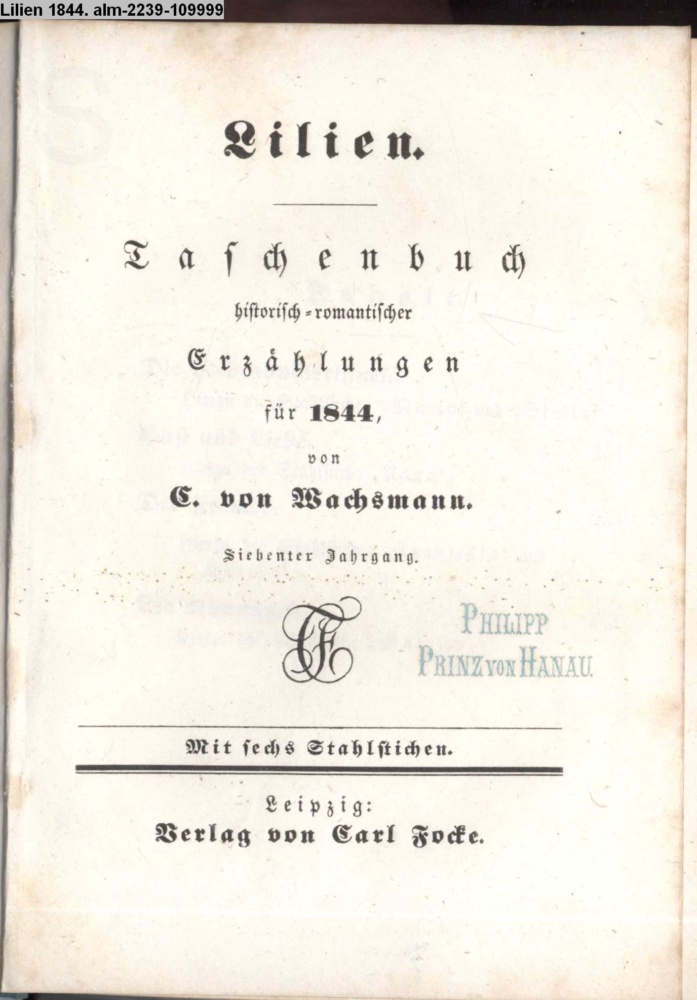 Lilien 1844. alm-2239-109999
Lilien.
Taschenbuch
historisch-romantischer
Erzählungen
für 1844,
von
C. von Wachsmann.
Siebenter Jahrgang.
CF
PHILIPP
PRINZ VON HANAU.
Mit sechs Stahlstichen.
Leipzig:
Verlag von Carl Focke.